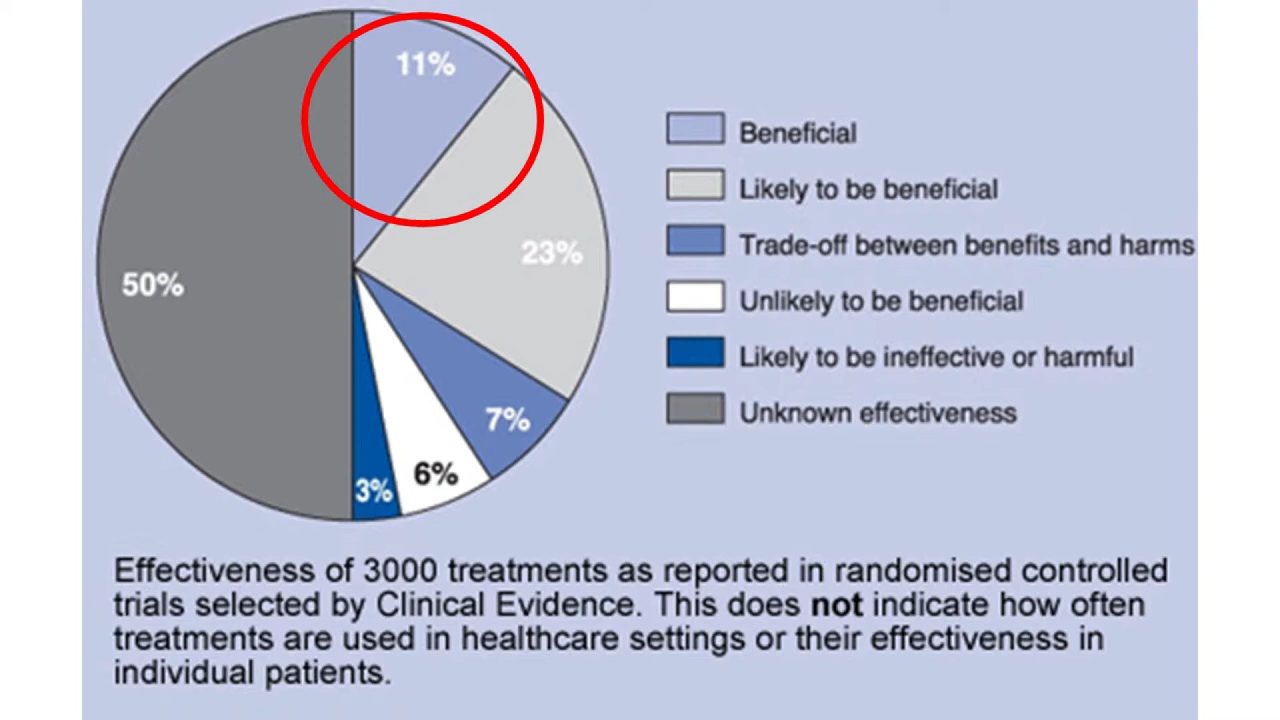 11%
23%
50%
7%
6%
3%
Beneficial
Likely to be beneficial
Trade-off between benefits and harms
Unlikely to be beneficial
Likely to be ineffective or harmful
Unknown effectiveness
Effectiveness of 3000 treatments as reported in randomised controlled
trials selected by Clinical Evidence. This does not indicate how often
treatments are used in healthcare settings or their effectiveness in
individual patients.